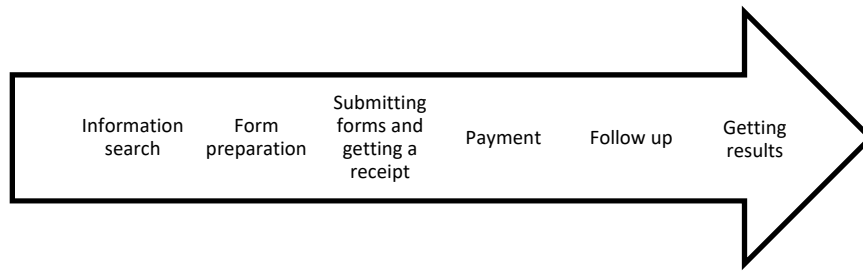 Information
search
Form
preparation
Submitting
forms and
getting a
receipt
Payment
Follow up
Getting
results